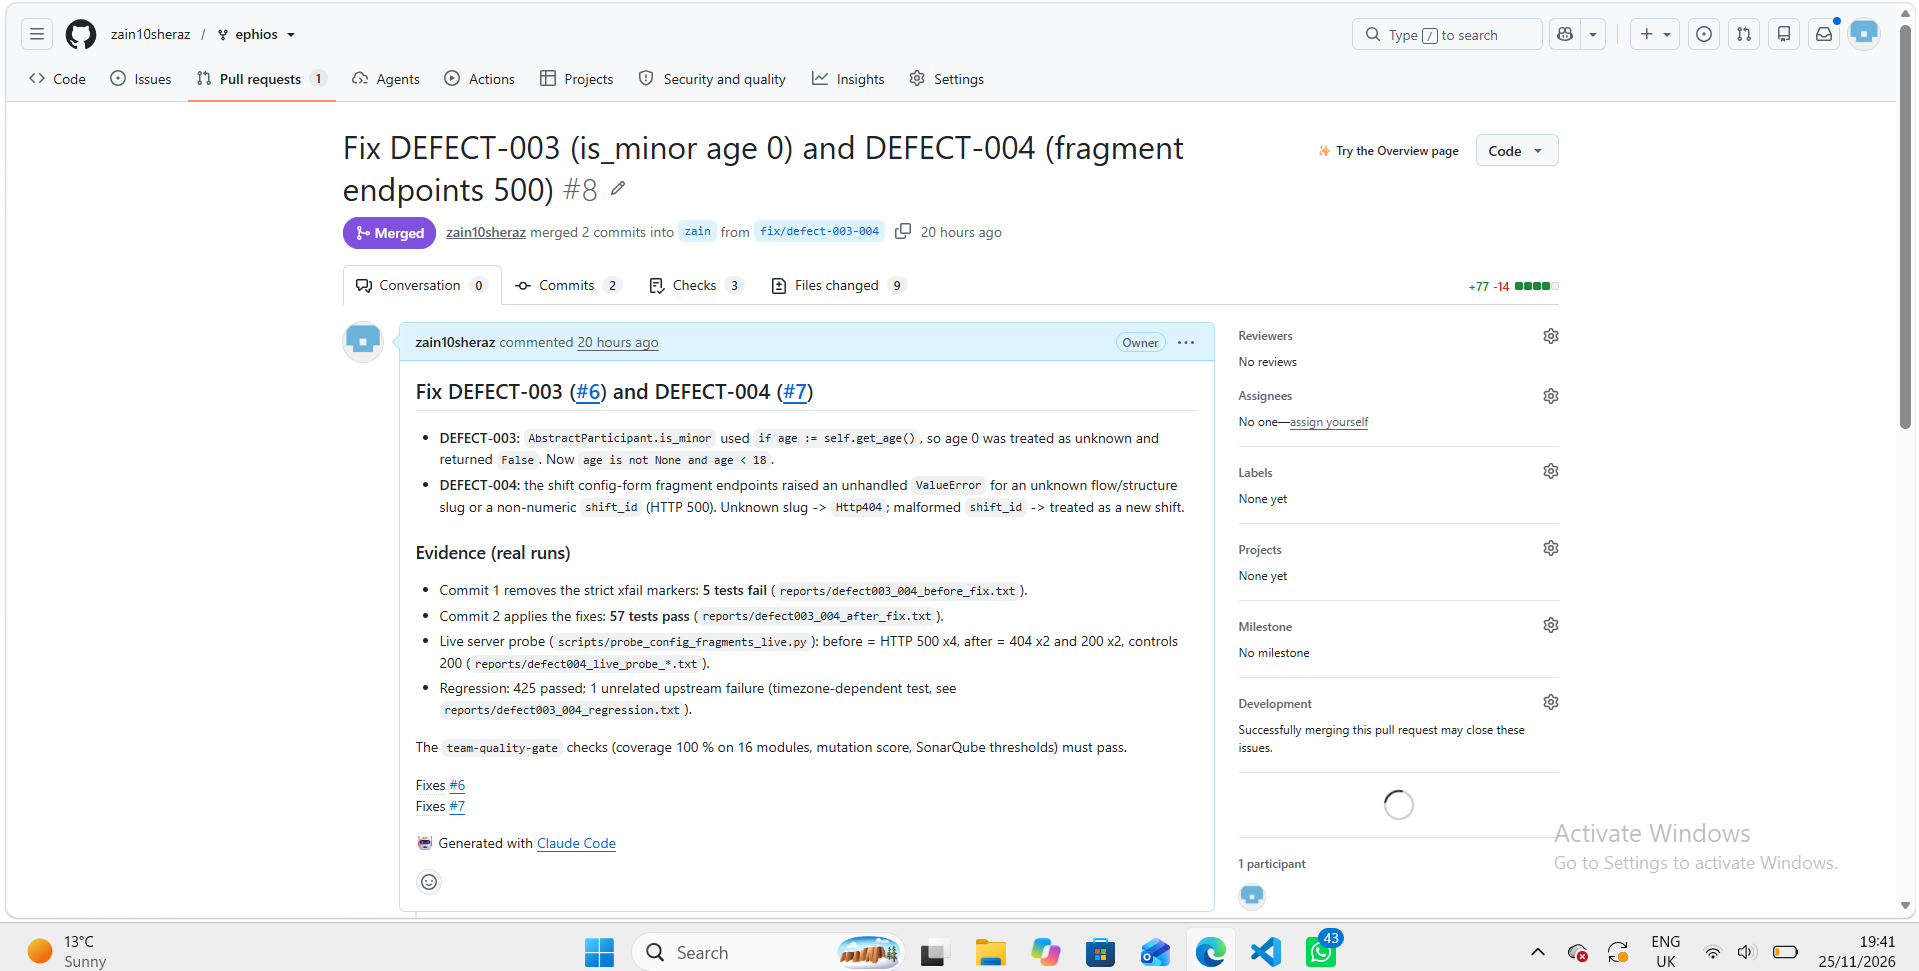 zain10sheraz / ephios
Type / to search
Code
Issues
Pull requests 1
Agents
Actions
Projects
Security and quality
Insights
Settings
Fix DEFECT-003 (is_minor age 0) and DEFECT-004 (fragment
endpoints 500) #8
Try the Overview page
Code
Merged
zain10sheraz merged 2 commits into zain from fix/defect-003-004 20 hours ago
Conversation 0
Commits 2
Checks 3
Files changed 9
+77 -14
zain10sheraz commented 20 hours ago
Owner
Fix DEFECT-003 (#6) and DEFECT-004 (#7)
DEFECT-003: AbstractParticipant.is_minor used if age := self.get_age(), so age 0 was treated as unknown and
returned False. Now age is not None and age < 18.
DEFECT-004: the shift config-form fragment endpoints raised an unhandled ValueError for an unknown flow/structure
slug or a non-numeric shift_id (HTTP 500). Unknown slug -> Http404; malformed shift_id -> treated as a new shift.
Evidence (real runs)
Commit 1 removes the strict xfail markers: 5 tests fail (reports/defect003_004_before_fix.txt).
Commit 2 applies the fixes: 57 tests pass (reports/defect003_004_after_fix.txt).
Live server probe (scripts/probe_config_fragments_live.py): before = HTTP 500 x4, after = 404 x2 and 200 x2, controls
200 (reports/defect004_live_probe_*.txt).
Regression: 425 passed; 1 unrelated upstream failure (timezone-dependent test, see
reports/defect003_004_regression.txt).
The team-quality-gate checks (coverage 100 % on 16 modules, mutation score, SonarQube thresholds) must pass.
Fixes #6
Fixes #7
Generated with Claude Code
Reviewers
No reviews
Assignees
No one—assign yourself
Labels
None yet
Projects
None yet
Milestone
No milestone
Development
Successfully merging this pull request may close these
issues.
1 participant
Activate Windows
Go to Settings to activate Windows.
13°C
Sunny
Search
43
ENG
UK
19:41
25/11/2026